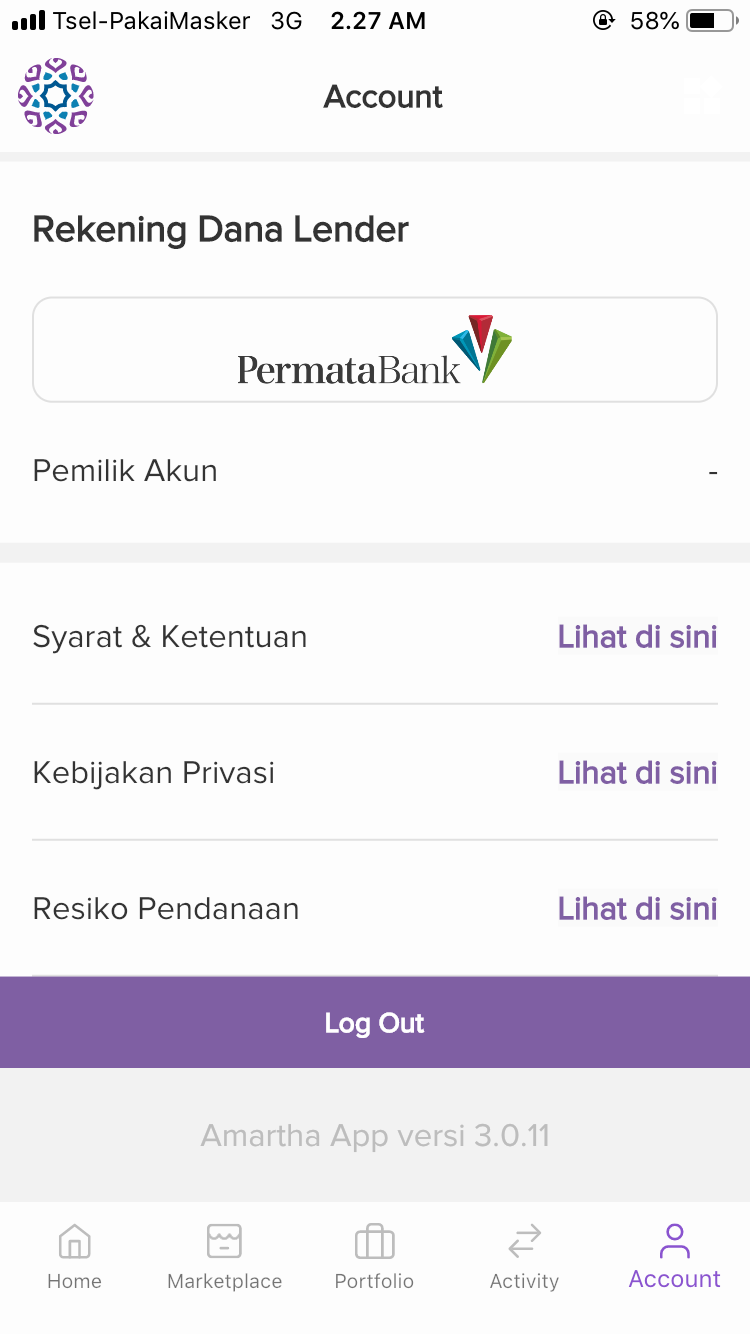 Tsel-PakaiMasker 3G 2.27 AM 58%
Account
Rekening Dana Lender
PermataBank
Pemilik Akun -
Syarat & Ketentuan Lihat di sini
Kebijakan Privasi Lihat di sini
Resiko Pendanaan Lihat di sini
Log Out
Amartha App versi 3.0.11
Home Marketplace Portfolio Activity Account